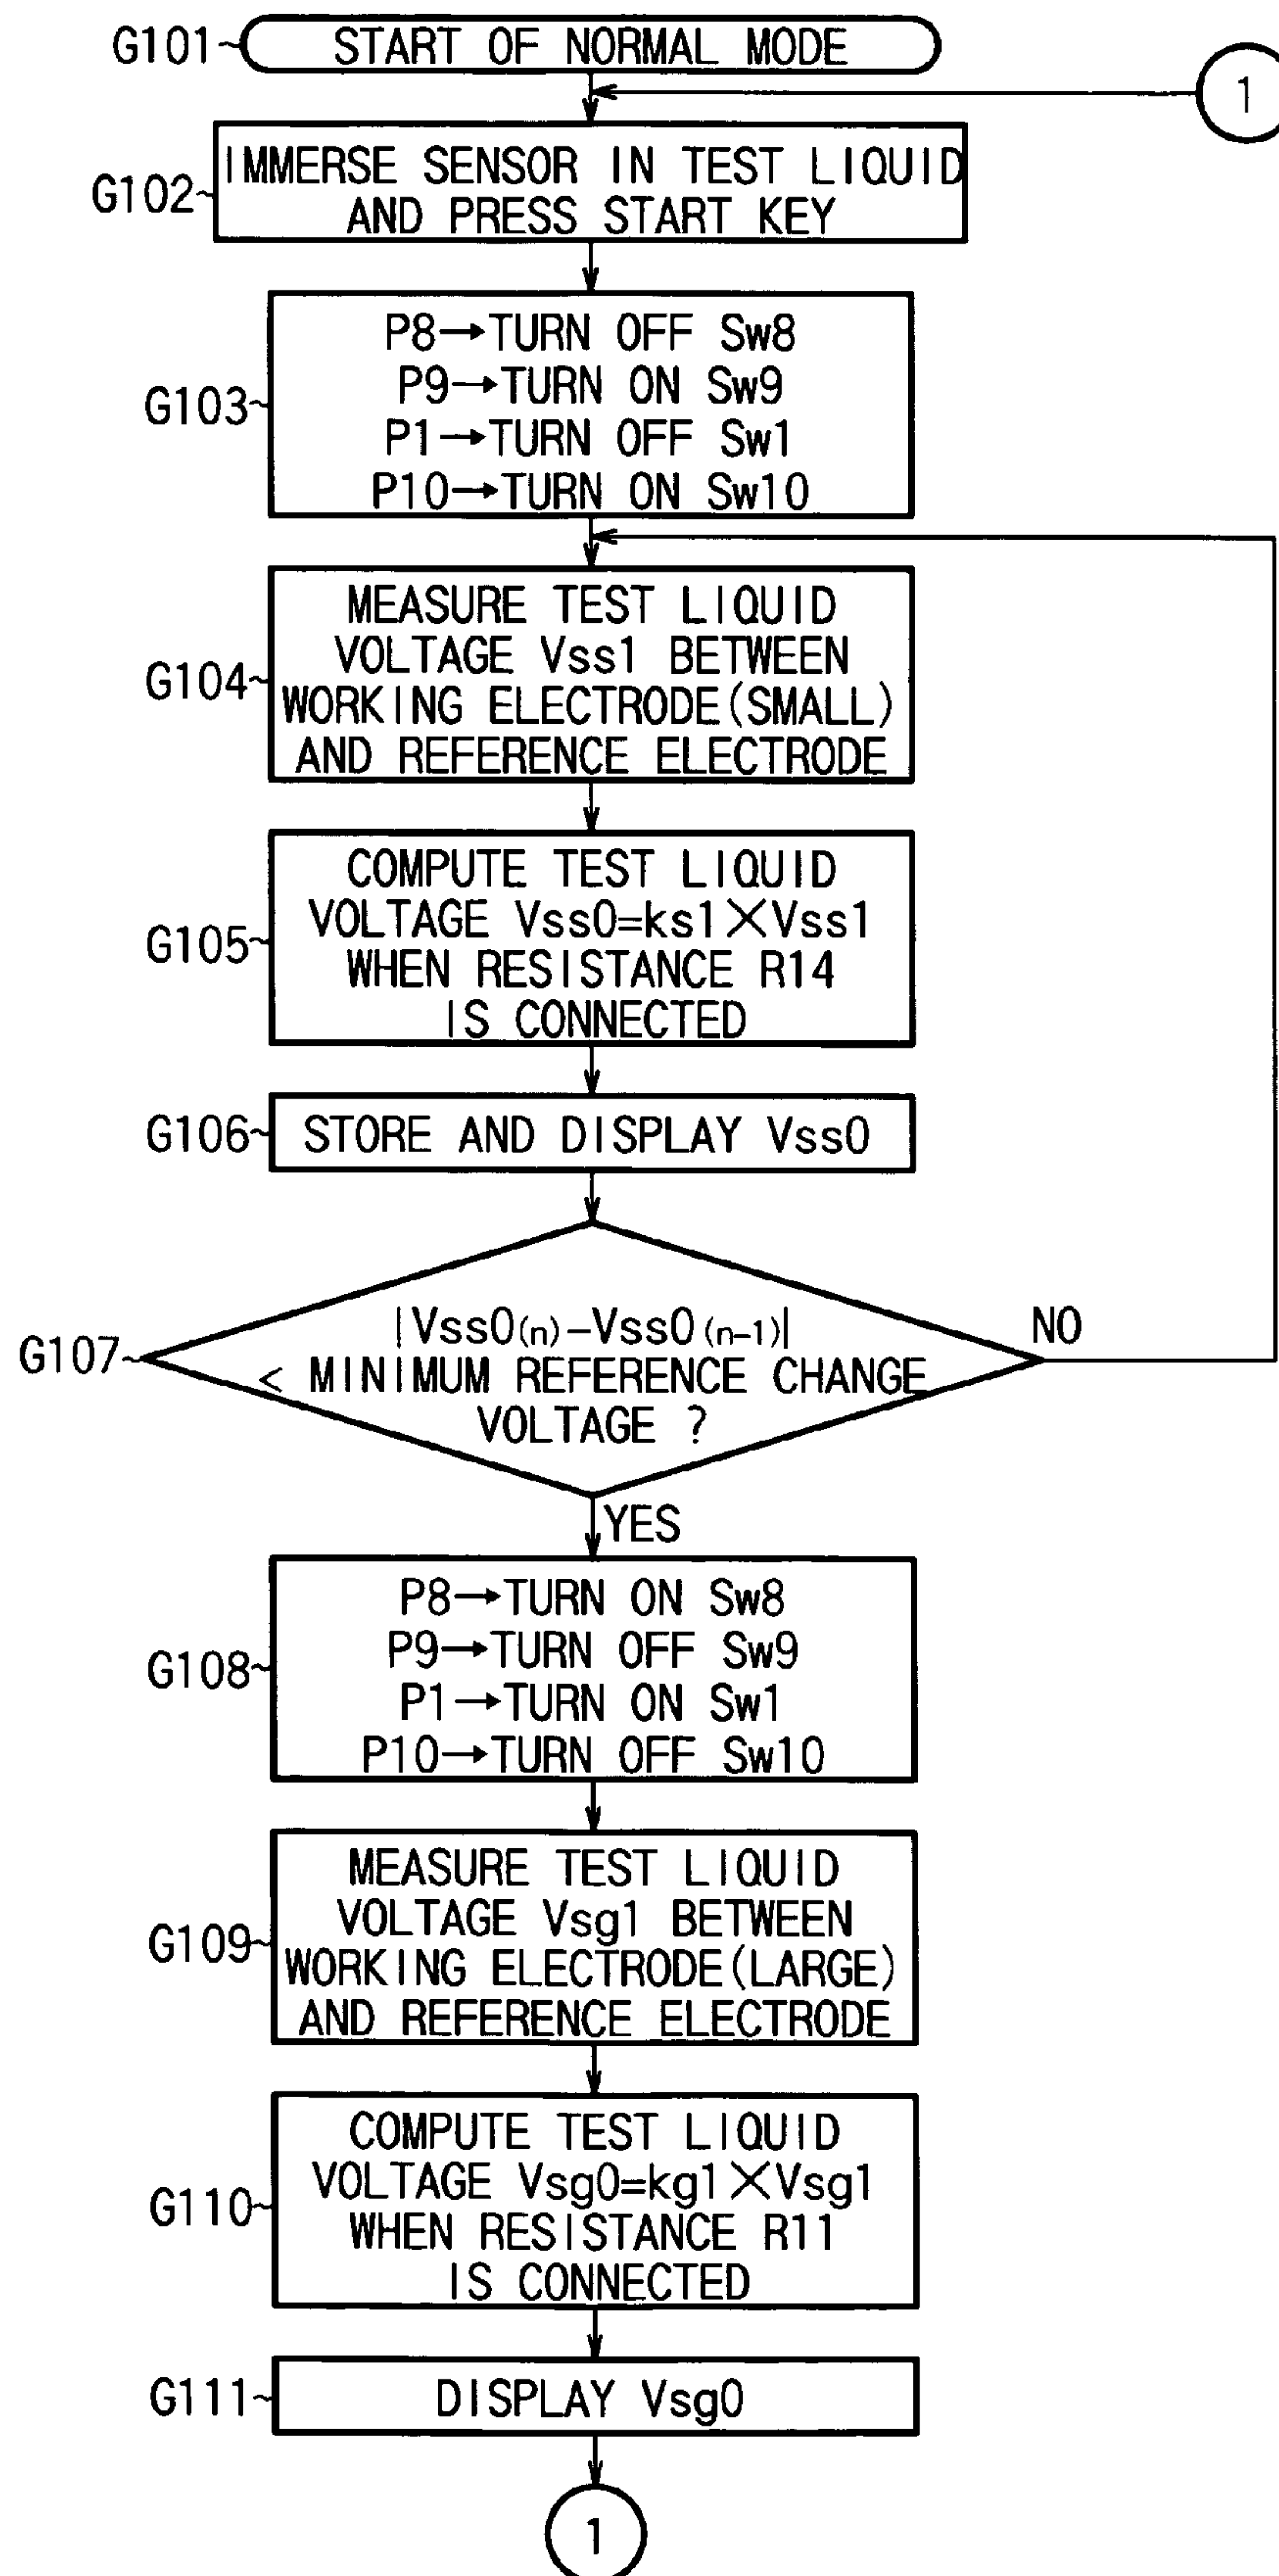 G101 START OF NORMAL MODE
1
G102 IMMERSE SENSOR IN TEST LIQUID
AND PRESS START KEY
G103
P8→TURN OFF Sw8
P9→TURN ON Sw9
P1→TURN OFF Sw1
P10→TURN ON Sw10
G104
MEASURE TEST LIQUID
VOLTAGE Vss1 BETWEEN
WORKING ELECTRODE(SMALL)
AND REFERENCE ELECTRODE
G105
COMPUTE TEST LIQUID
VOLTAGE Vss0=ks1×Vss1
WHEN RESISTANCE R14
IS CONNECTED
G106 STORE AND DISPLAY Vss0
G107
|Vss0(n)-Vss0(n-1)|
< MINIMUM REFERENCE CHANGE
VOLTAGE ?
NO
YES
G108
P8→TURN ON Sw8
P9→TURN OFF Sw9
P1→TURN ON Sw1
P10→TURN OFF Sw10
G109
MEASURE TEST LIQUID
VOLTAGE Vsg1 BETWEEN
WORKING ELECTRODE(LARGE)
AND REFERENCE ELECTRODE
G110
COMPUTE TEST LIQUID
VOLTAGE Vsg0=kg1×Vsg1
WHEN RESISTANCE R11
IS CONNECTED
G111 DISPLAY Vsg0
1